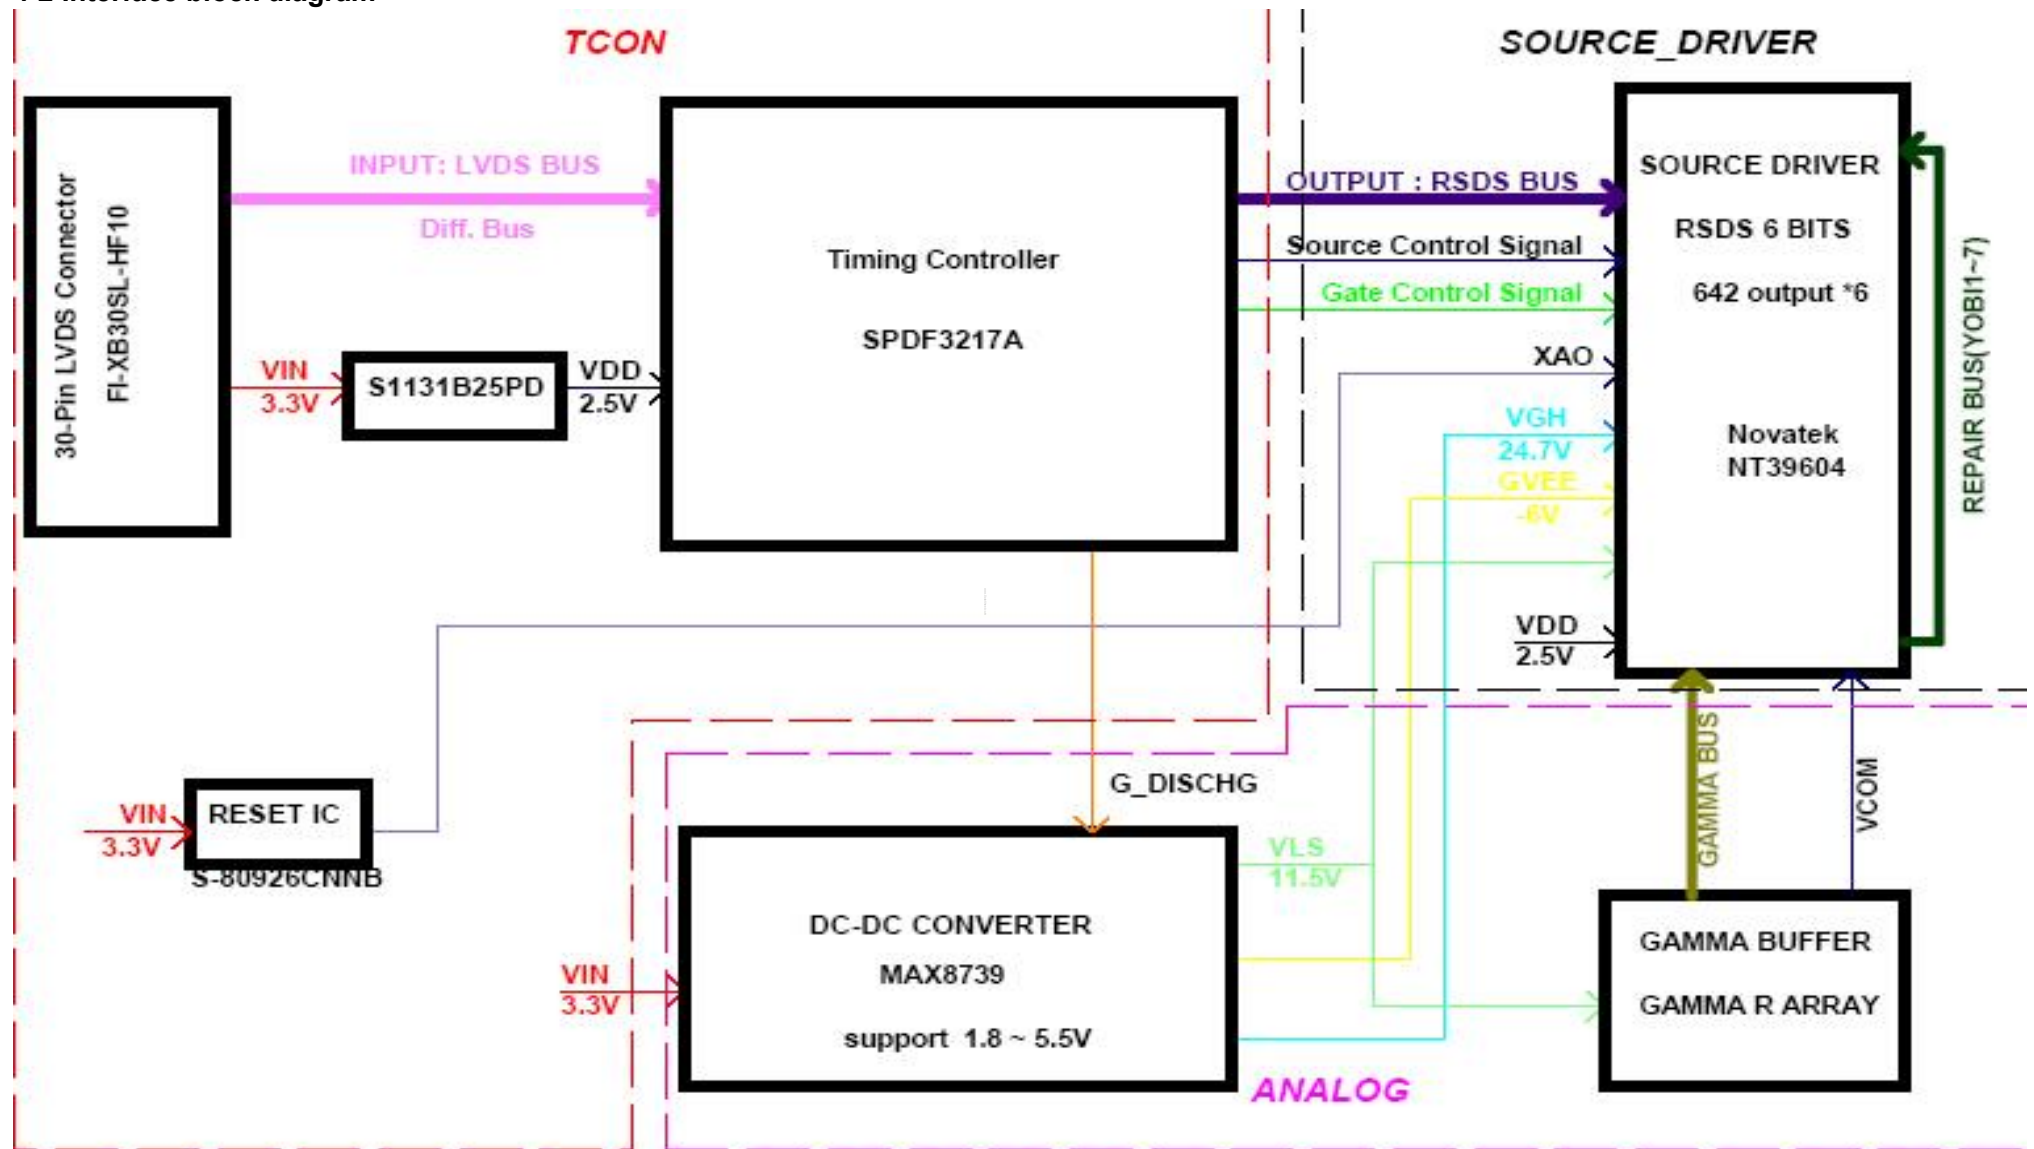 TCON
SOURCE_DRIVER
30-Pin LVDS Connector
FI-XB30SL-HF10
INPUT: LVDS BUS
Diff. Bus
VIN
3.3V
S1131B25PD
VDD
2.5V
Timing Controller
SPDF3217A
OUTPUT : RSDS BUS
Source Control Signal
Gate Control Signal
XAO
VGH
24.7V
GVEE
-6V
VDD
2.5V
SOURCE DRIVER
RSDS 6 BITS
642 output *6
Novatek
NT39604
REPAIR BUS(YOBI1~7)
G_DISCHG
VIN
3.3V
RESET IC
S-80926CNNB
VLS
11.5V
VIN
3.3V
DC-DC CONVERTER
MAX8739
support 1.8 ~ 5.5V
GAMMA BUS
VCOM
GAMMA BUFFER
GAMMA R ARRAY
ANALOG